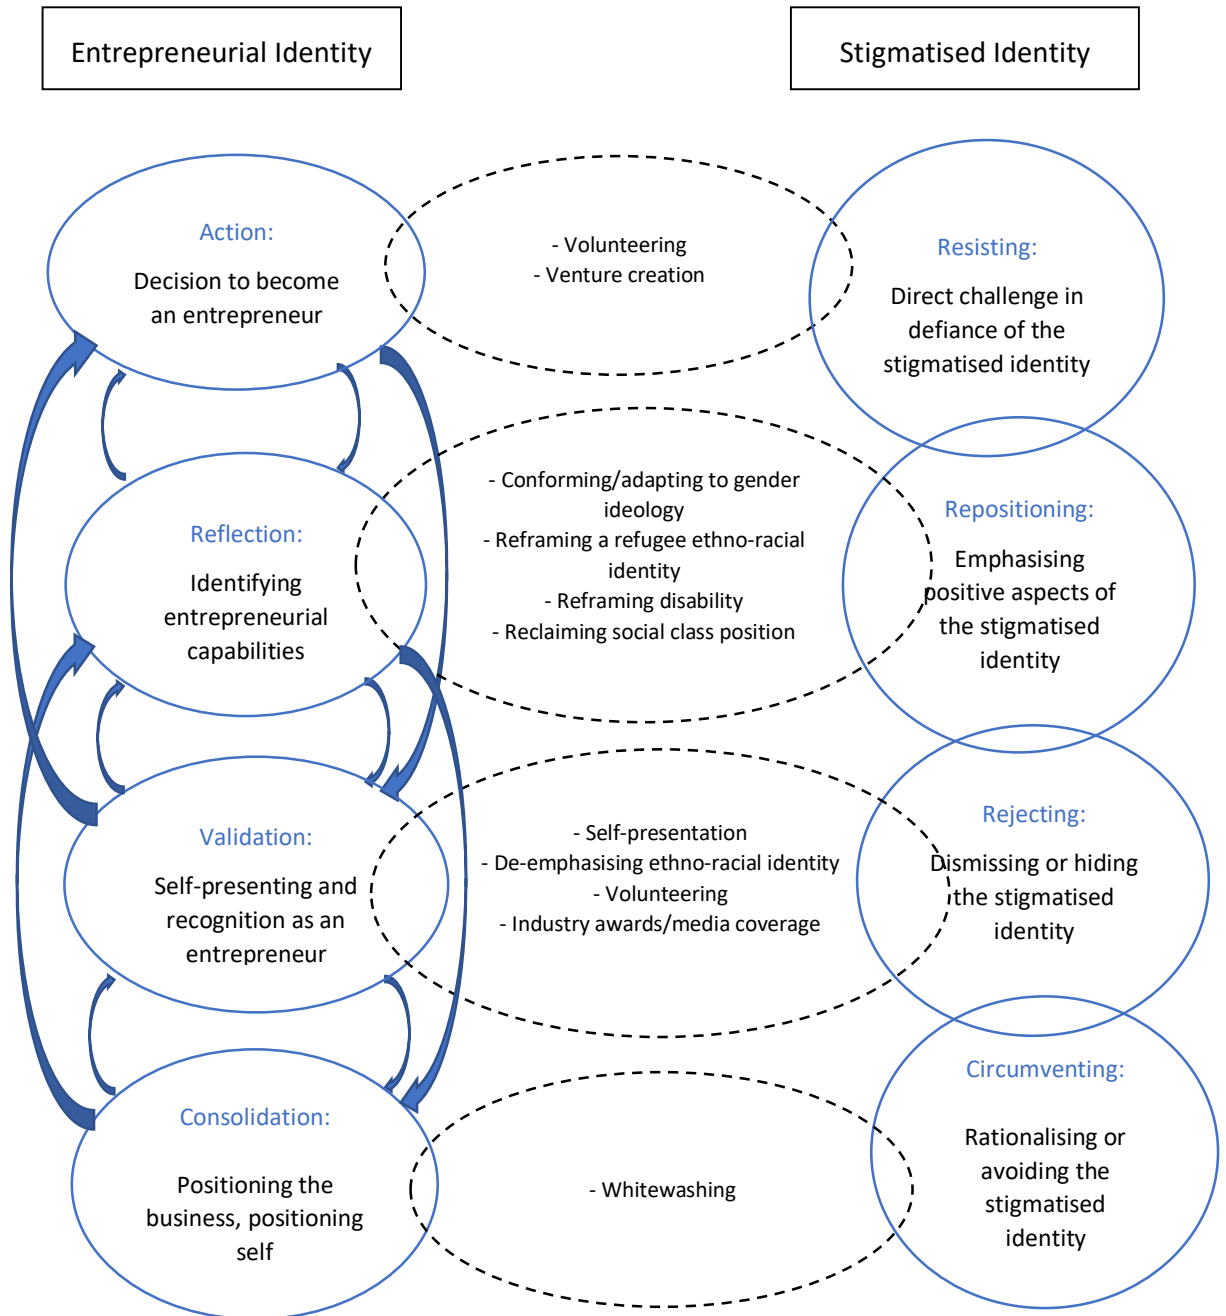 Entrepreneurial Identity
Stigmatised Identity
Action:
Decision to become
an entrepreneur
- Volunteering
- Venture creation
Resisting:
Direct challenge in
defiance of the
stigmatised identity
Reflection:
Identifying
entrepreneurial
capabilities
- Conforming/adapting to gender
ideology
- Reframing a refugee ethno-racial
identity
- Reframing disability
- Reclaiming social class position
Repositioning:
Emphasising
positive aspects of
the stigmatised
identity
Validation:
Self-presenting and
recognition as an
entrepreneur
- Self-presentation
- De-emphasising ethno-racial identity
- Volunteering
- Industry awards/media coverage
Rejecting:
Dismissing or hiding
the stigmatised
identity
Consolidation:
Positioning the
business, positioning
self
- Whitewashing
Circumventing:
Rationalising or
avoiding the
stigmatised
identity